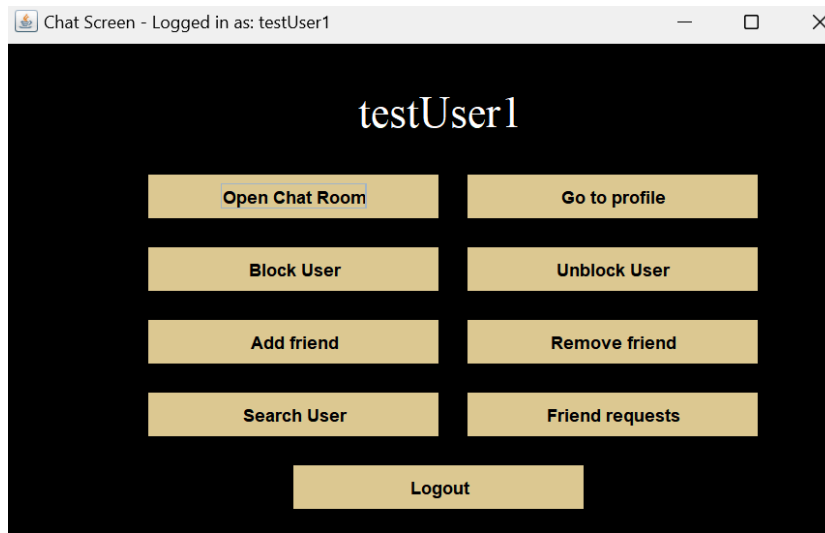 Chat Screen - Logged in as: testUser1
testUser1
Open Chat Room Go to profile
Block User Unblock User
Add friend Remove friend
Search User Friend requests
Logout